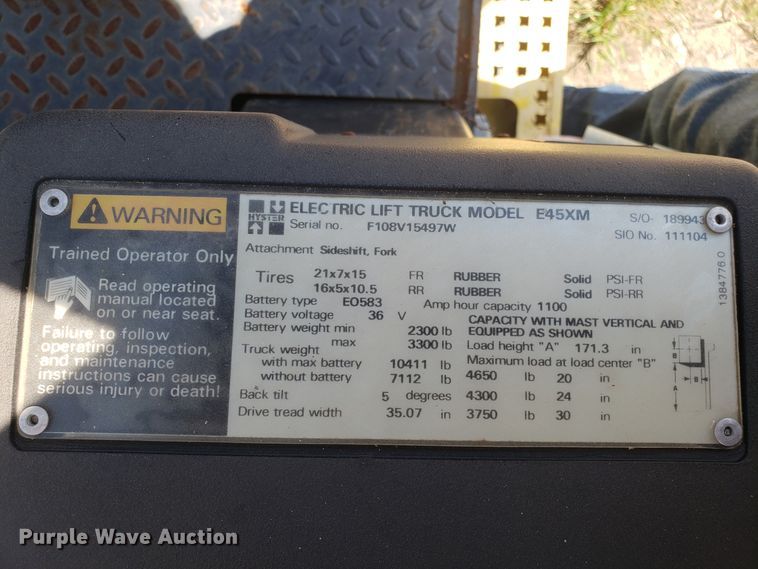 WARNING
Trained Operator Only
Read operating
manual located
on or near seat.
Failure to follow
operating, inspection,
and maintenance
instructions can cause
serious injury or death!
HYSTER
ELECTRIC LIFT TRUCK MODEL E45XM
S/O- 189943
Serial no. F108V15497W
SIO No. 111104
Attachment Sideshift, Fork
Tires 21x7x15 FR RUBBER Solid PSI-FR
16x5x10.5 RR RUBBER Solid PSI-RR
Battery type EO583 Amp hour capacity 1100
Battery voltage 36 V
Battery weight min 2300 lb
max 3300 lb
Truck weight
with max battery 10411 lb
without battery 7112 lb
Back tilt 5 degrees
Drive tread width 35.07 in
CAPACITY WITH MAST VERTICAL AND
EQUIPPED AS SHOWN
Load height "A" 171.3 in
Maximum load at load center "B"
4650 lb 20 in
4300 lb 24 in
3750 lb 30 in
B
A
B
1384776 0
Purple Wave Auction